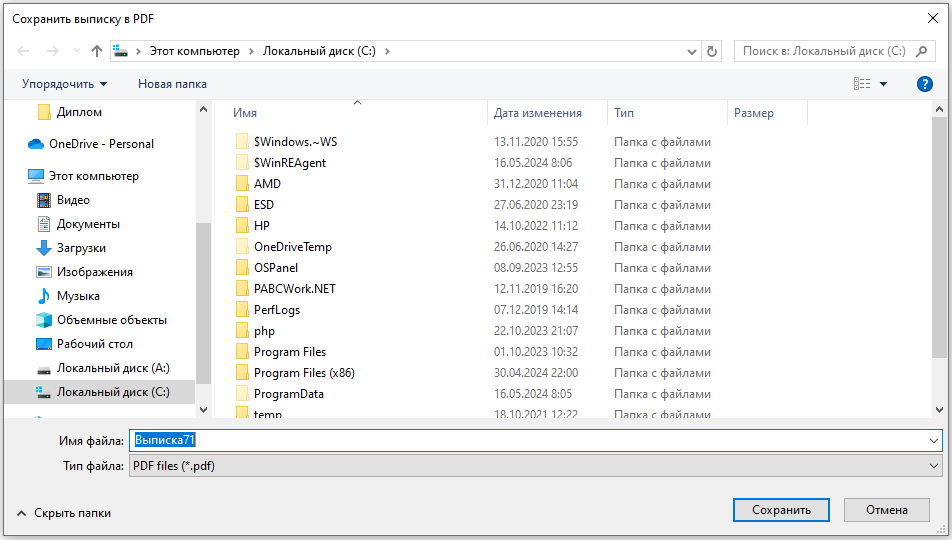 Сохранить выписку в PDF
Этот компьютер Локальный диск (C:)
Поиск в: Локальный диск (C:)
Упорядочить Новая папка
?
Диплом
OneDrive - Personal
Этот компьютер
Видео
Документы
Загрузки
Изображения
Музыка
Объемные объекты
Рабочий стол
Локальный диск (A:)
Локальный диск (C:)
Имя Дата изменения Тип Размер
$Windows.~WS 13.11.2020 15:55 Папка с файлами
$WinREAgent 16.05.2024 8:06 Папка с файлами
AMD 31.12.2020 11:04 Папка с файлами
ESD 27.06.2020 23:19 Папка с файлами
HP 14.10.2022 11:12 Папка с файлами
OneDriveTemp 26.06.2020 14:27 Папка с файлами
OSPanel 08.09.2023 12:55 Папка с файлами
PABCWork.NET 12.11.2019 16:20 Папка с файлами
PerfLogs 07.12.2019 14:14 Папка с файлами
php 22.10.2023 21:07 Папка с файлами
Program Files 01.10.2023 10:32 Папка с файлами
Program Files (x86) 30.04.2024 22:00 Папка с файлами
ProgramData 16.05.2024 8:05 Папка с файлами
temp 18.10.2021 12:22 Папка с файлами
Имя файла: Выписка71
Тип файла: PDF files (*.pdf)
Скрыть папки
Сохранить Отмена